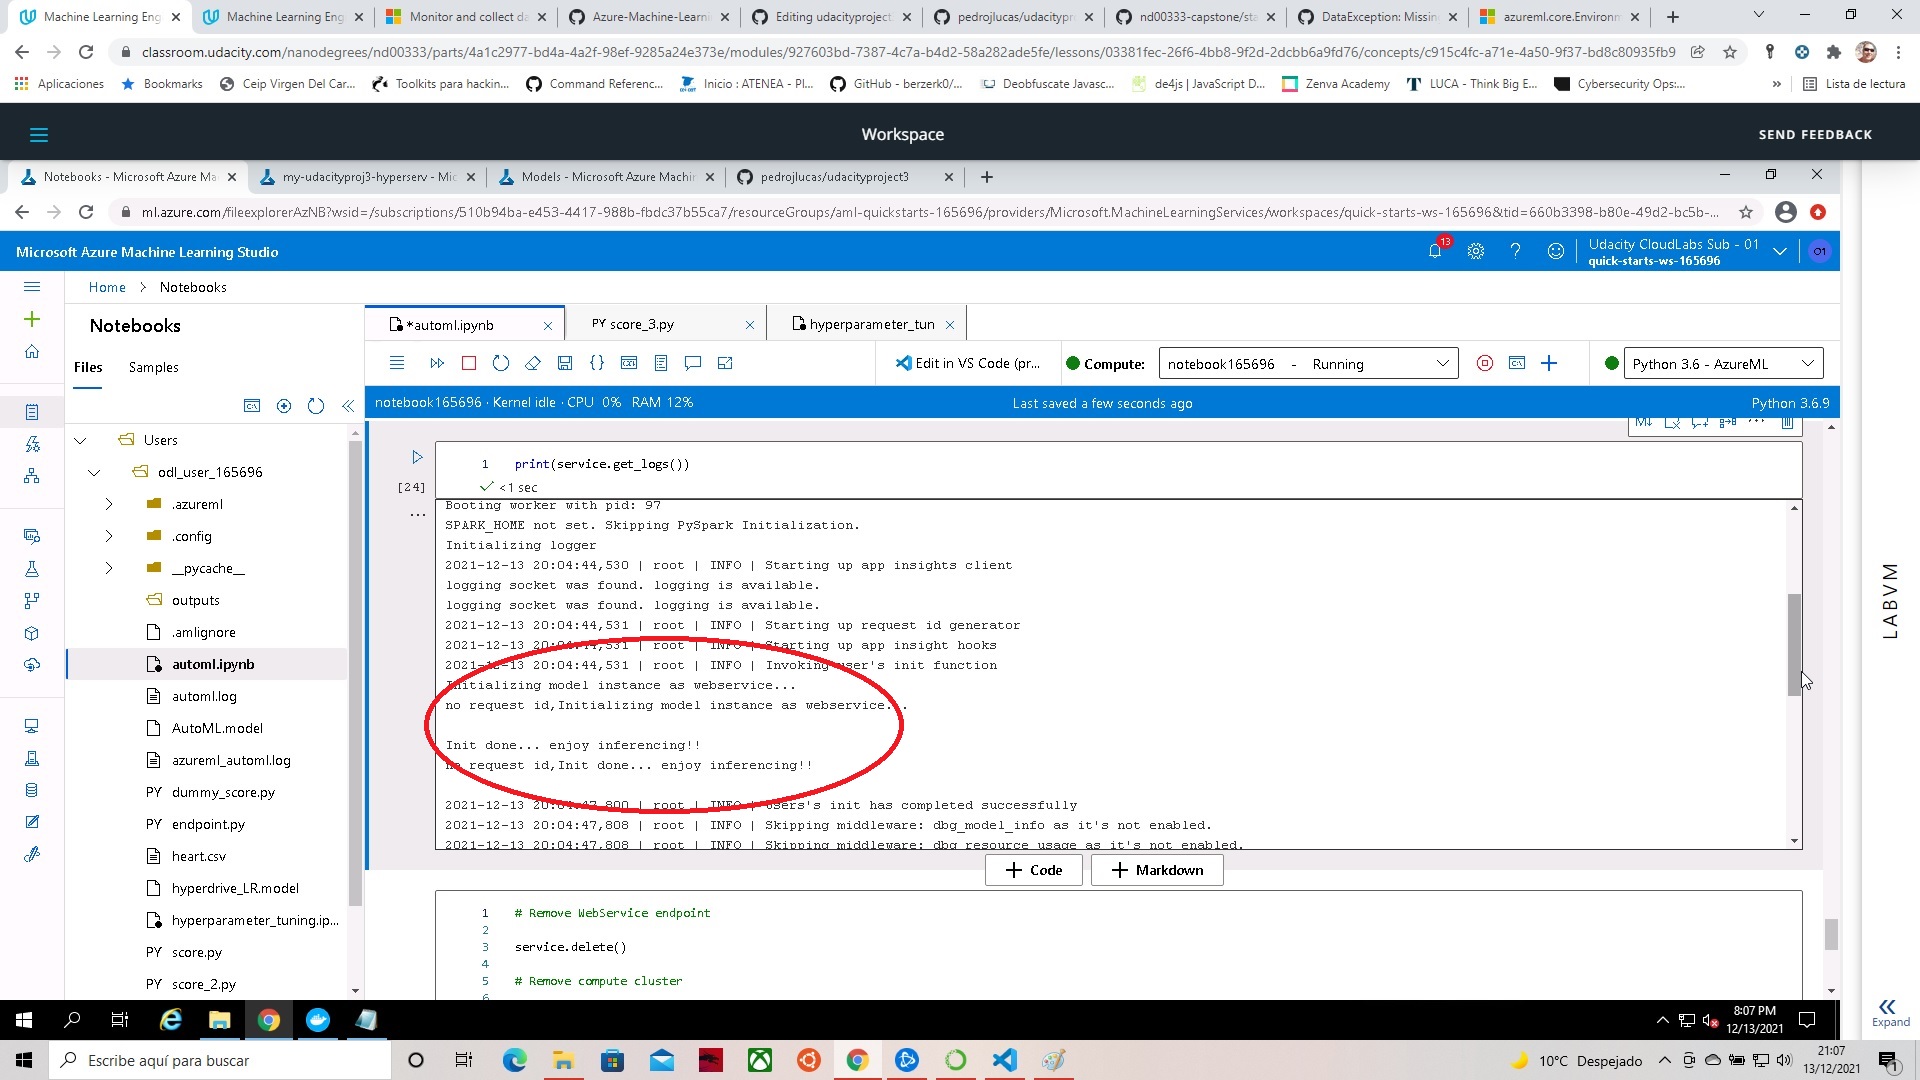 Machine Learning Eng
Machine Learning Eng
Monitor and collect da
Azure-Machine-Learni
Editing udacityproject
pedrojlucas/udacitypr
nd00333-capstone/sta
DataException: Missin
azureml.core.Environm
classroom.udacity.com/nanodegrees/nd00333/parts/4a1c2977-bd4a-4a2f-98ef-9285a24e373e/modules/927603bd-7387-4c7a-b4d2-58a282ade5fe/lessons/03381fec-26f6-4bb8-9f2d-2dcbb6a9fd76/concepts/c915c4fc-a71e-4a50-9f37-bd8c80935fb9
Aplicaciones
Bookmarks
Ceip Virgen Del Car...
Toolkits para hackin...
Command Referenc...
Inicio : ATENEA - Pl...
GitHub - berzerk0/...
Deobfuscate Javasc...
de4js | JavaScript D...
Zenva Academy
LUCA - Think Big E...
Cybersecurity Ops:...
»
Lista de lectura
Workspace
SEND FEEDBACK
Notebooks - Microsoft Azure Ma
my-udacityproj3-hyperserv - Mic
Models - Microsoft Azure Machin
pedrojlucas/udacityproject3
ml.azure.com/fileexplorerAzNB?wsid=/subscriptions/510b94ba-e453-4417-988b-fbdc37b55ca7/resourceGroups/aml-quickstarts-165696/providers/Microsoft.MachineLearningServices/workspaces/quick-starts-ws-165696&tid=660b3398-b80e-49d2-bc5b-...
Microsoft Azure Machine Learning Studio
13
Udacity CloudLabs Sub - 01
quick-starts-ws-165696
O1
Home > Notebooks
Notebooks
*automl.ipynb
PY score_3.py
hyperparameter_tun
Files
Samples
Edit in VS Code (pr...
Compute:
notebook165696 - Running
Python 3.6 - AzureML
notebook165696 · Kernel idle · CPU 0% RAM 12%
Last saved a few seconds ago
Python 3.6.9
Users
odl_user_165696
.azureml
.config
__pycache__
outputs
.amlignore
automl.ipynb
automl.log
AutoML.model
azureml_automl.log
PY dummy_score.py
PY endpoint.py
heart.csv
hyperdrive_LR.model
hyperparameter_tuning.ip...
PY score.py
PY score_2.py
M↓
1 print(service.get_logs())
[24]
<1 sec
...
Booting worker with pid: 97
SPARK_HOME not set. Skipping PySpark Initialization.
Initializing logger
2021-12-13 20:04:44,530 | root | INFO | Starting up app insights client
logging socket was found. logging is available.
logging socket was found. logging is available.
2021-12-13 20:04:44,531 | root | INFO | Starting up request id generator
2021-12-13 20:04:44,531 | root | INFO | Starting up app insight hooks
2021-12-13 20:04:44,531 | root | INFO | Invoking user's init function
Initializing model instance as webservice...
no request id,Initializing model instance as webservice...
Init done... enjoy inferencing!!
no request id,Init done... enjoy inferencing!!
2021-12-13 20:04:47,800 | root | INFO | Users's init has completed successfully
2021-12-13 20:04:47,808 | root | INFO | Skipping middleware: dbg_model_info as it's not enabled.
2021-12-13 20:04:47,808 | root | INFO | Skipping middleware: dbg_resource_usage as it's not enabled.
+ Code
+ Markdown
1 # Remove WebService endpoint
2
3 service.delete()
4
5 # Remove compute cluster
6
LABVM
Expand
8:07 PM
12/13/2021
Escribe aquí para buscar
10°C Despejado
21:07
13/12/2021
1